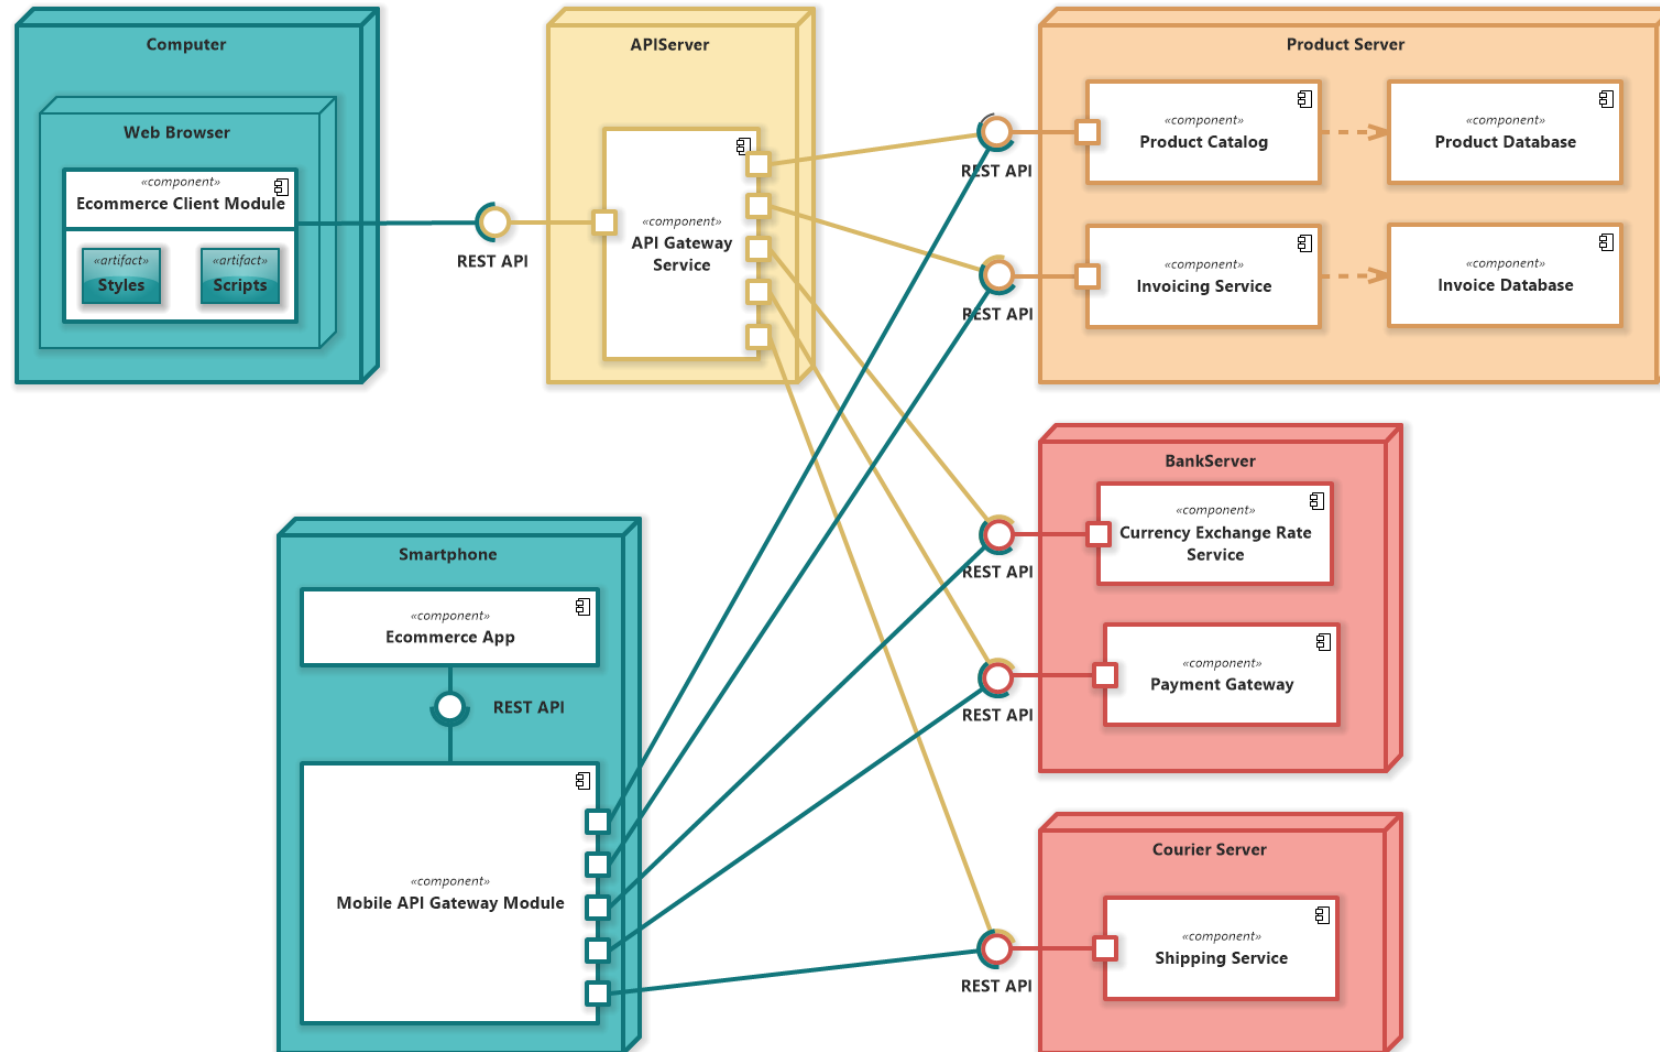 Computer
Web Browser
«component»
Ecommerce Client Module
«artifact»
Styles
«artifact»
Scripts
REST API
APIServer
«component»
API Gateway
Service
REST API
REST API
Product Server
«component»
Product Catalog
«component»
Product Database
«component»
Invoicing Service
«component»
Invoice Database
Smartphone
«component»
Ecommerce App
REST API
«component»
Mobile API Gateway Module
REST API
REST API
REST API
BankServer
«component»
Currency Exchange Rate
Service
«component»
Payment Gateway
Courier Server
«component»
Shipping Service